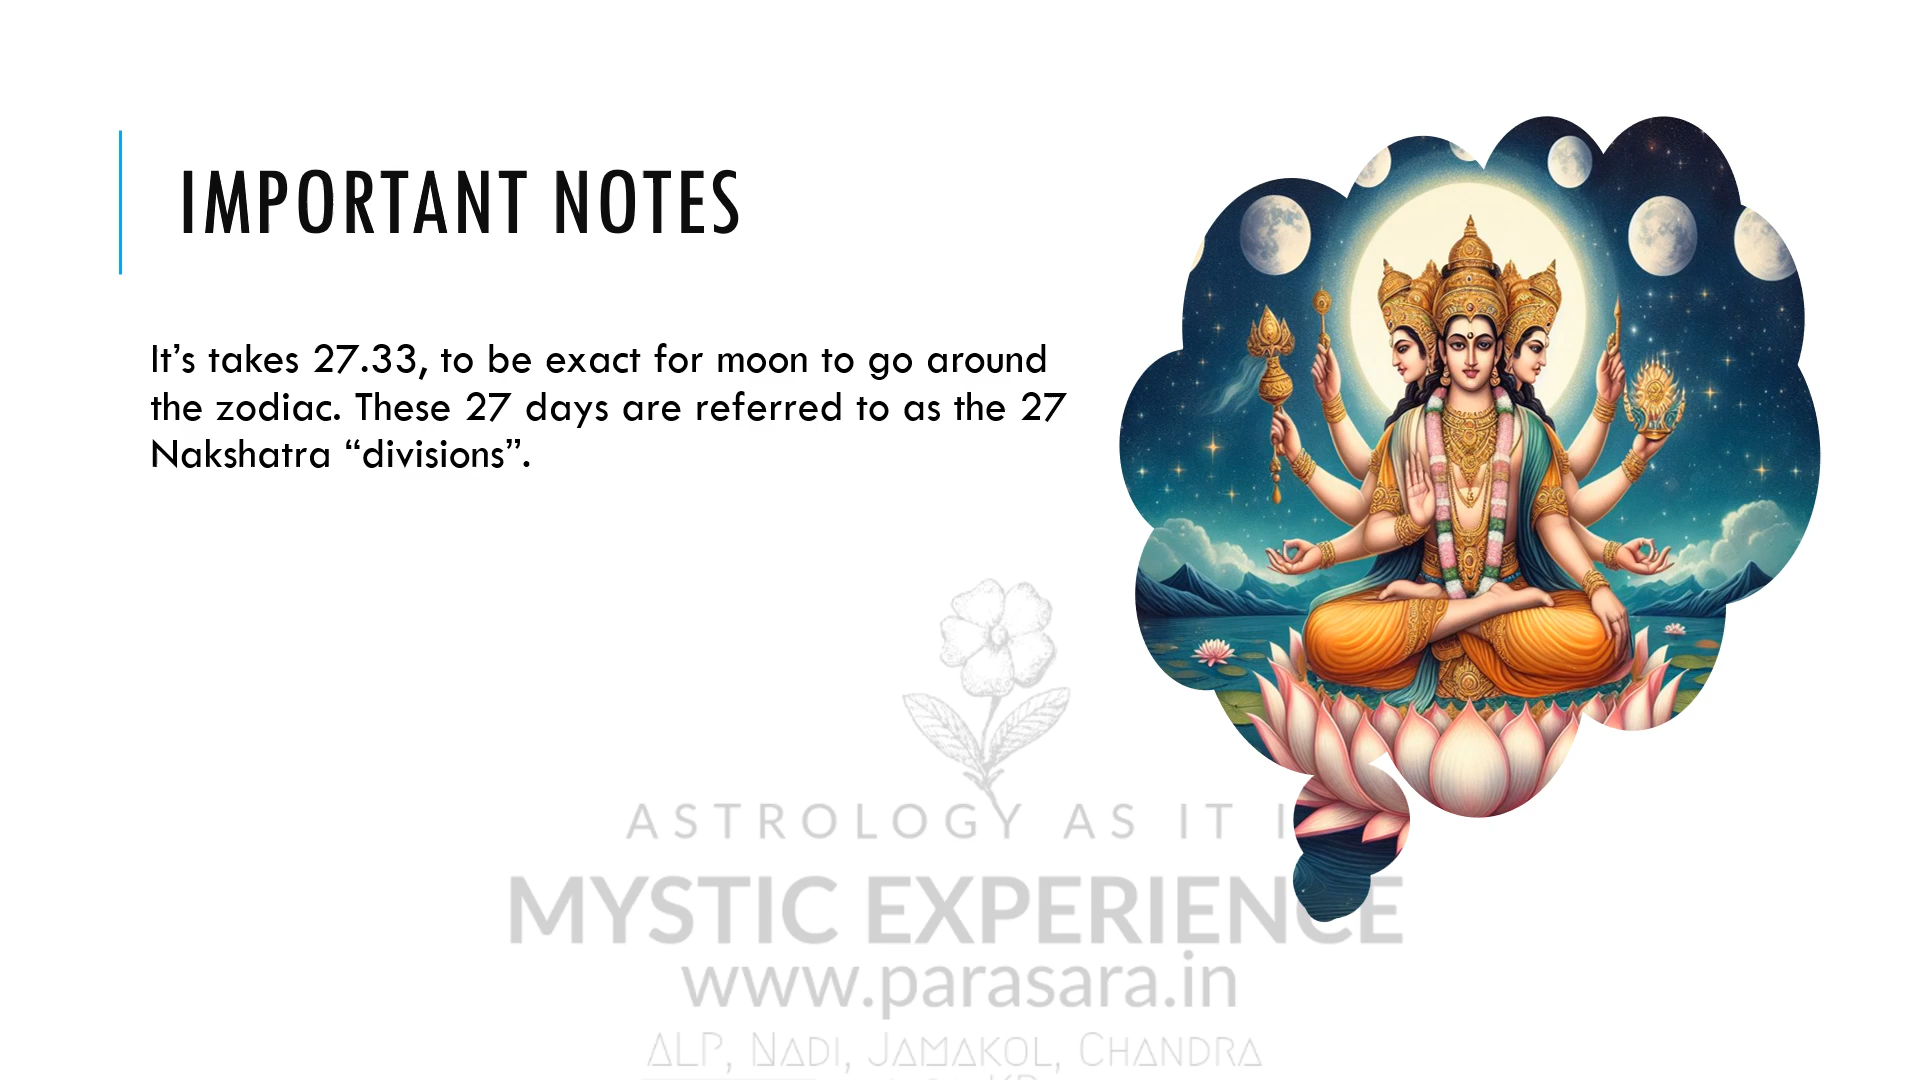 IMPORTANT NOTES
It’s takes 27.33, to be exact for moon to go around
the zodiac. These 27 days are referred to as the 27
Nakshatra “divisions”.
ASTROLOGY AS IT I
MYSTIC EXPERIENCE
www.parasara.in
ALP, NADI, JAMAKOL, CHANDRA